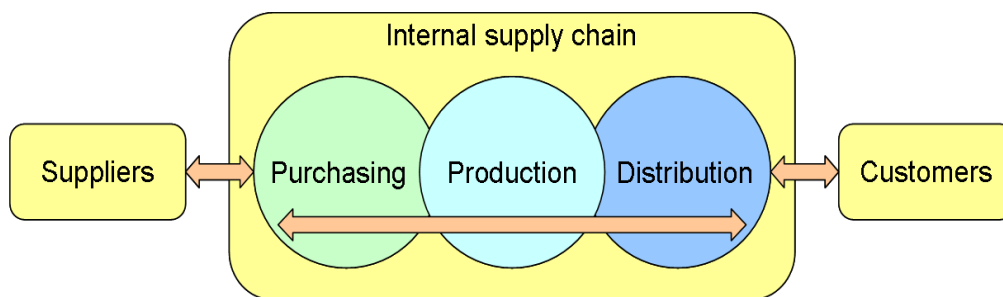 Internal supply chain
Suppliers
Purchasing
Production
Distribution
Customers